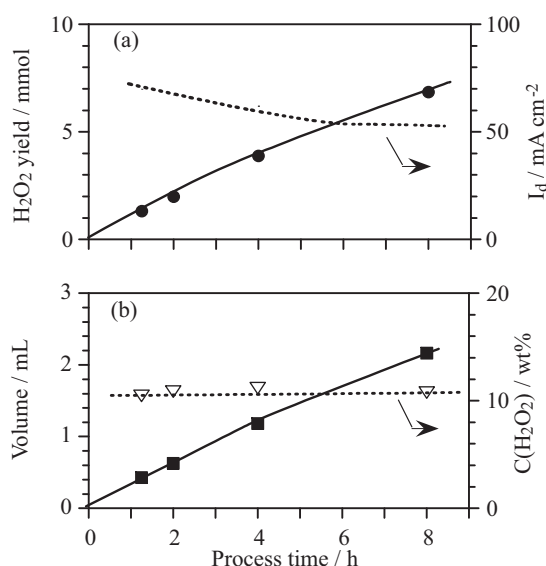 (a)
10
5
0
H₂O₂ yield / mmol
100
50
0
I_d / mA cm⁻²
(b)
3
2
1
0
Volume / mL
20
10
0
C(H₂O₂) / wt%
0 2 4 6 8
Process time / h